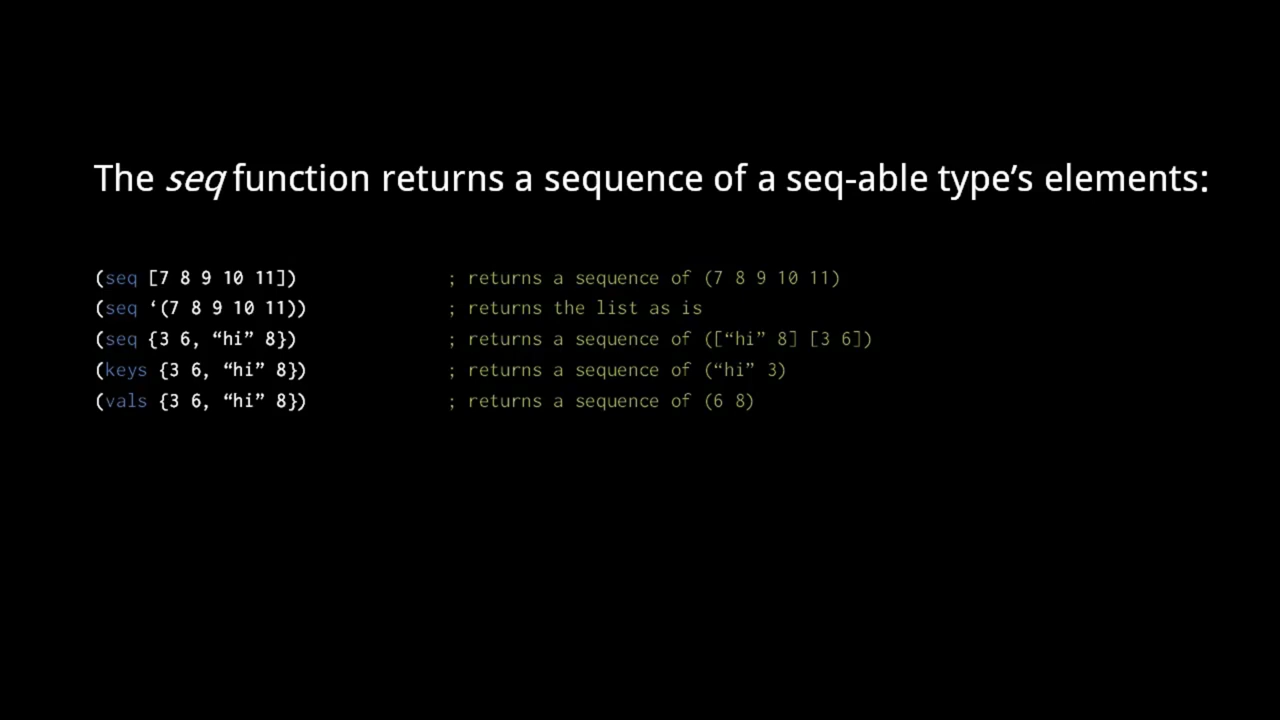 The seq function returns a sequence of a seq-able type’s elements:
(seq [7 8 9 10 11]) ; returns a sequence of (7 8 9 10 11)
(seq ‘(7 8 9 10 11)) ; returns the list as is
(seq {3 6, “hi” 8}) ; returns a sequence of ([“hi” 8] [3 6])
(keys {3 6, “hi” 8}) ; returns a sequence of (“hi” 3)
(vals {3 6, “hi” 8}) ; returns a sequence of (6 8)